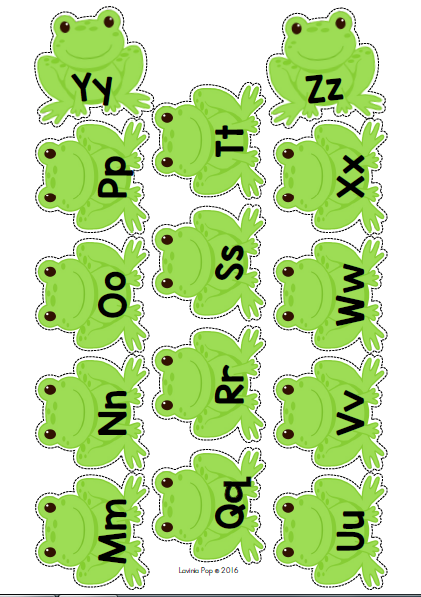 Yy
Zz
Tt
Pp
Xx
Ss
Oo
Ww
Rr
Nn
Vv
Qq
Mm
Uu
Lavinia Pop © 2016